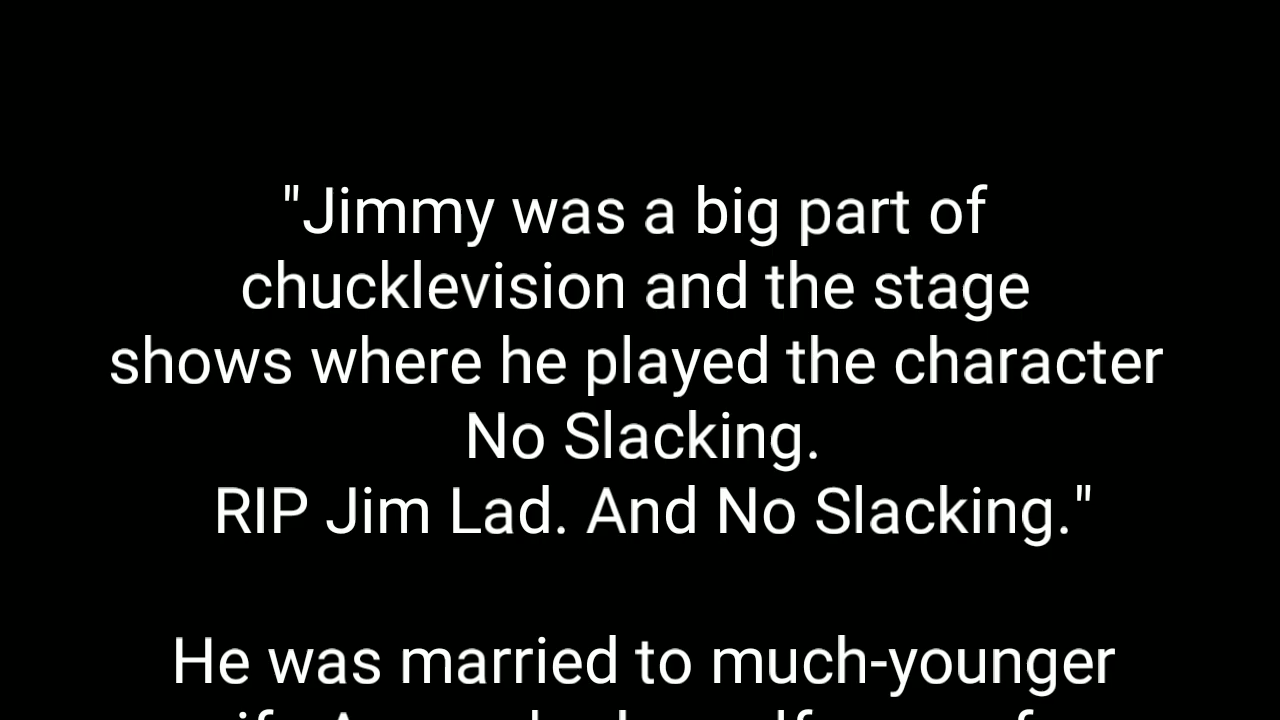 "Jimmy was a big part of
chucklevision and the stage
shows where he played the character
No Slacking.
RIP Jim Lad. And No Slacking."
He was married to much-younger